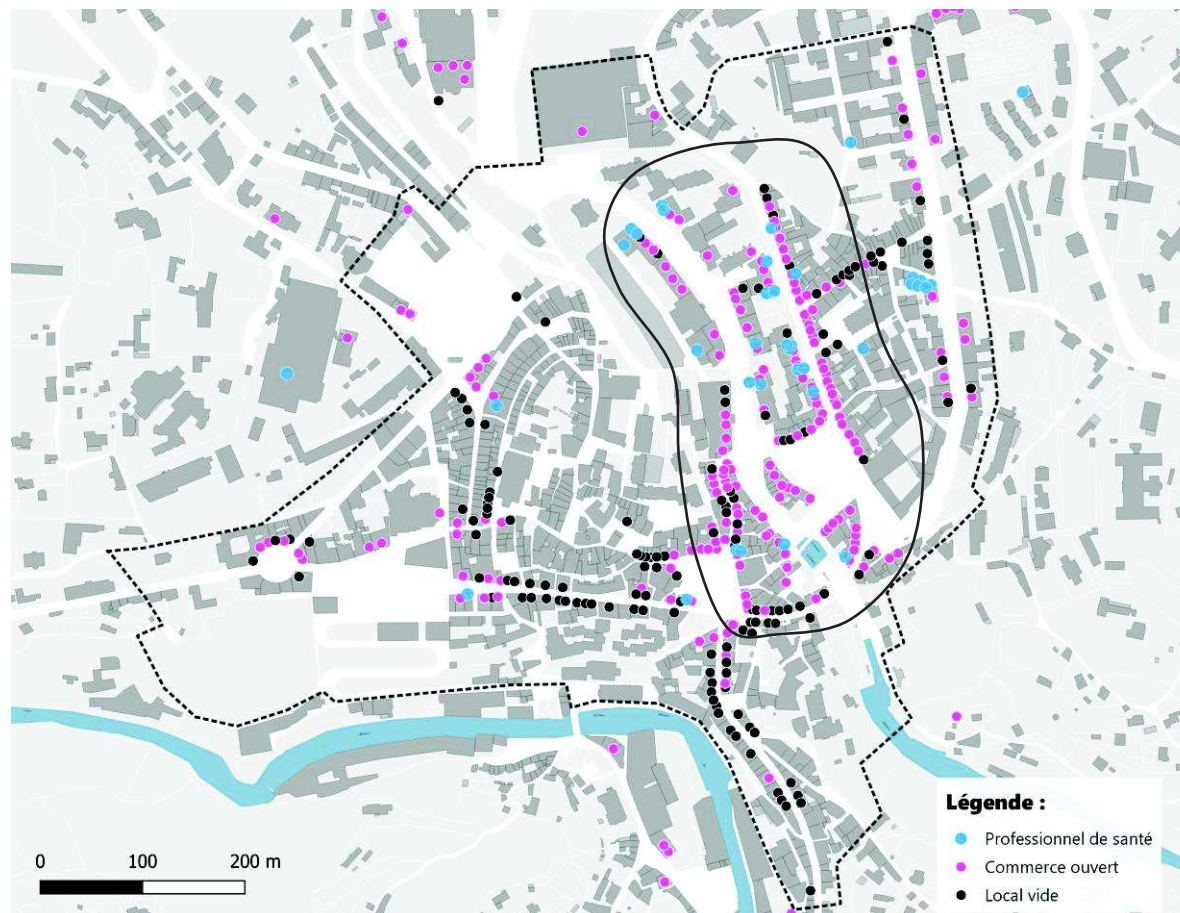 0 100 200 m
Légende :
Professionnel de santé
Commerce ouvert
Local vide